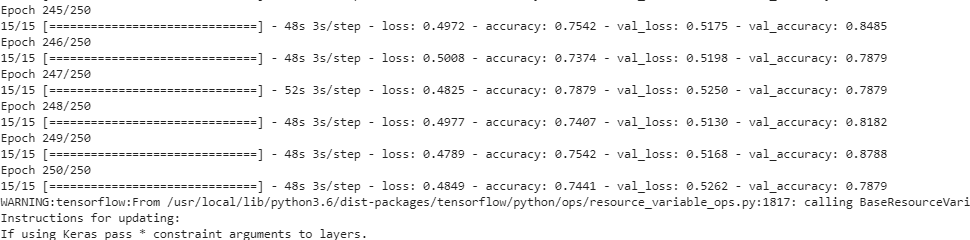 Epoch 245/250
15/15 [==============================] - 48s 3s/step - loss: 0.4972 - accuracy: 0.7542 - val_loss: 0.5175 - val_accuracy: 0.8485
Epoch 246/250
15/15 [==============================] - 48s 3s/step - loss: 0.5008 - accuracy: 0.7374 - val_loss: 0.5198 - val_accuracy: 0.7879
Epoch 247/250
15/15 [==============================] - 52s 3s/step - loss: 0.4825 - accuracy: 0.7879 - val_loss: 0.5250 - val_accuracy: 0.7879
Epoch 248/250
15/15 [==============================] - 48s 3s/step - loss: 0.4977 - accuracy: 0.7407 - val_loss: 0.5130 - val_accuracy: 0.8182
Epoch 249/250
15/15 [==============================] - 48s 3s/step - loss: 0.4789 - accuracy: 0.7542 - val_loss: 0.5168 - val_accuracy: 0.8788
Epoch 250/250
15/15 [==============================] - 48s 3s/step - loss: 0.4849 - accuracy: 0.7441 - val_loss: 0.5262 - val_accuracy: 0.7879
WARNING:tensorflow:From /usr/local/lib/python3.6/dist-packages/tensorflow/python/ops/resource_variable_ops.py:1817: calling BaseResourceVari
Instructions for updating:
If using Keras pass *_constraint arguments to layers.